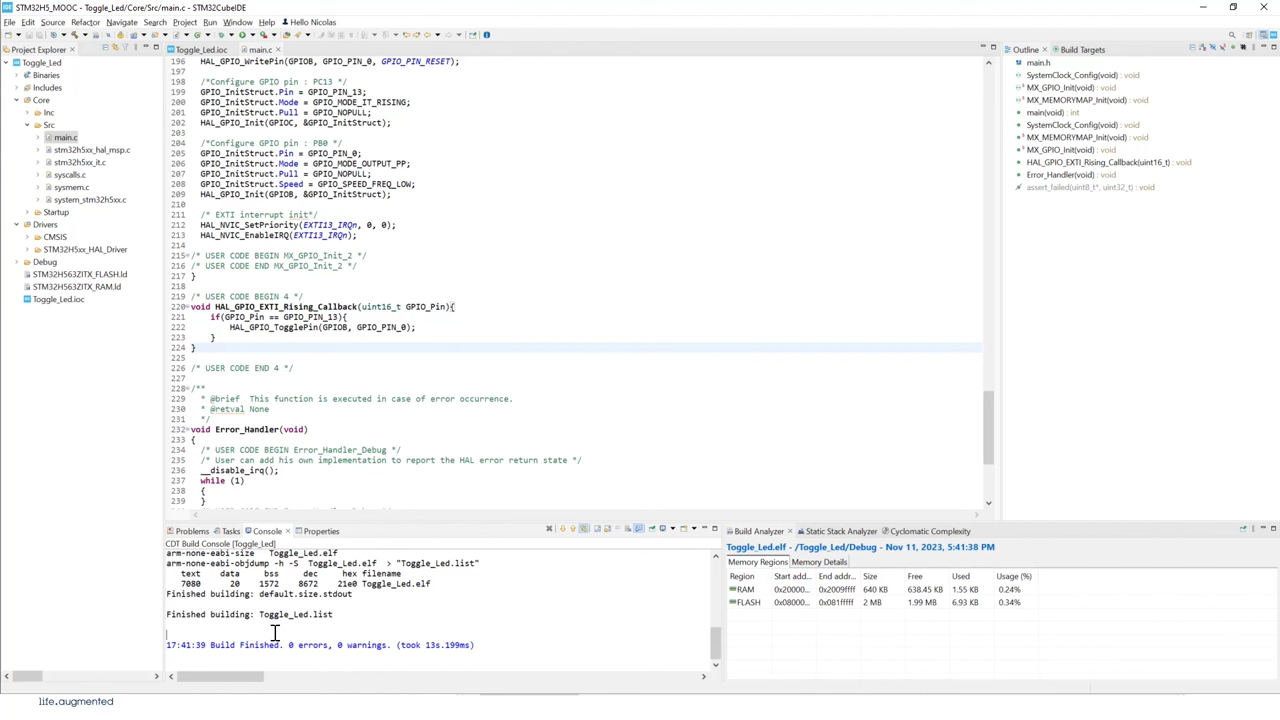 STM32H5_MOOC - Toggle_Led/Core/Src/main.c - STM32CubeIDE
File Edit Source Refactor Navigate Search Project Run Window Help Hello Nicolas
Project Explorer
Toggle_Led
Binaries
Includes
Core
Inc
Src
main.c
stm32h5xx_hal_msp.c
stm32h5xx_it.c
syscalls.c
sysmem.c
system_stm32h5xx.c
Startup
Drivers
CMSIS
STM32H5xx_HAL_Driver
Debug
STM32H563ZITX_FLASH.ld
STM32H563ZITX_RAM.ld
Toggle_Led.ioc
Toggle_Led.ioc main.c
196 HAL_GPIO_WritePin(GPIOB, GPIO_PIN_0, GPIO_PIN_RESET);
197
198 /*Configure GPIO pin : PC13 */
199 GPIO_InitStruct.Pin = GPIO_PIN_13;
200 GPIO_InitStruct.Mode = GPIO_MODE_IT_RISING;
201 GPIO_InitStruct.Pull = GPIO_NOPULL;
202 HAL_GPIO_Init(GPIOC, &GPIO_InitStruct);
203
204 /*Configure GPIO pin : PB0 */
205 GPIO_InitStruct.Pin = GPIO_PIN_0;
206 GPIO_InitStruct.Mode = GPIO_MODE_OUTPUT_PP;
207 GPIO_InitStruct.Pull = GPIO_NOPULL;
208 GPIO_InitStruct.Speed = GPIO_SPEED_FREQ_LOW;
209 HAL_GPIO_Init(GPIOB, &GPIO_InitStruct);
210
211 /* EXTI interrupt init*/
212 HAL_NVIC_SetPriority(EXTI13_IRQn, 0, 0);
213 HAL_NVIC_EnableIRQ(EXTI13_IRQn);
214
215 /* USER CODE BEGIN MX_GPIO_Init_2 */
216 /* USER CODE END MX_GPIO_Init_2 */
217 }
218
219 /* USER CODE BEGIN 4 */
220 void HAL_GPIO_EXTI_Rising_Callback(uint16_t GPIO_Pin){
221 if(GPIO_Pin == GPIO_PIN_13){
222 HAL_GPIO_TogglePin(GPIOB, GPIO_PIN_0);
223 }
224 }
225
226 /* USER CODE END 4 */
227
228 /**
229 * @brief This function is executed in case of error occurrence.
230 * @retval None
231 */
232 void Error_Handler(void)
233 {
234 /* USER CODE BEGIN Error_Handler_Debug */
235 /* User can add his own implementation to report the HAL error return state */
236 __disable_irq();
237 while (1)
238 {
239 }
Outline Build Targets
main.h
SystemClock_Config(void) : void
MX_GPIO_Init(void) : void
MX_MEMORYMAP_Init(void) : void
main(void) : int
SystemClock_Config(void) : void
MX_MEMORYMAP_Init(void) : void
MX_GPIO_Init(void) : void
HAL_GPIO_EXTI_Rising_Callback(uint16_t) : void
Error_Handler(void) : void
assert_failed(uint8_t*, uint32_t) : void
Problems Tasks Console Properties
CDT Build Console [Toggle_Led]
arm-none-eabi-size Toggle_Led.elf
arm-none-eabi-objdump -h -S Toggle_Led.elf > "Toggle_Led.list"
text data bss dec hex filename
7080 20 1572 8672 21e0 Toggle_Led.elf
Finished building: default.size.stdout
Finished building: Toggle_Led.list
17:41:39 Build Finished. 0 errors, 0 warnings. (took 13s.199ms)
Build Analyzer Static Stack Analyzer Cyclomatic Complexity
Toggle_Led.elf - /Toggle_Led/Debug - Nov 11, 2023, 5:41:38 PM
Memory Regions Memory Details
Region Start addr... End addr... Size Free Used Usage (%)
RAM 0x20000... 0x2009ffff 640 KB 638.45 KB 1.55 KB 0.24%
FLASH 0x08000... 0x081fffff 2 MB 1.99 MB 6.93 KB 0.34%
life.augmented